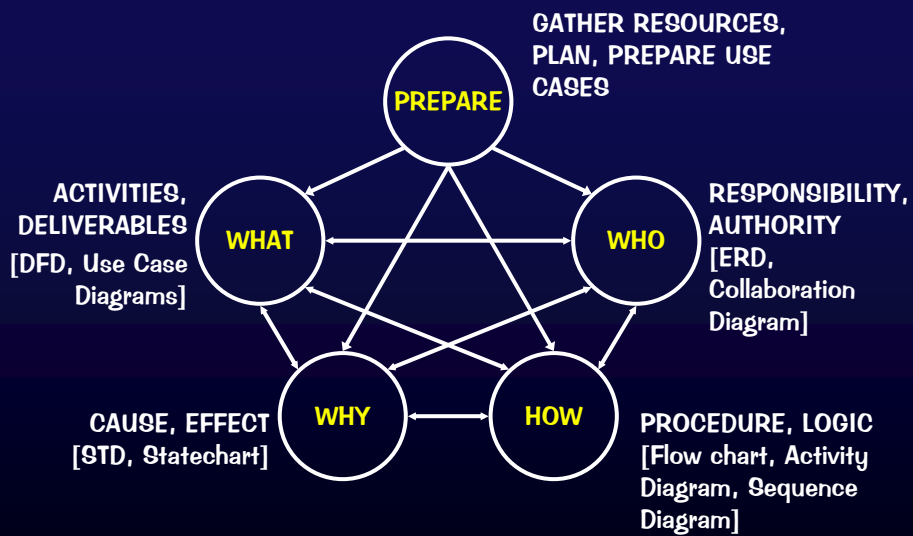 GATHER RESOURCES,
PLAN, PREPARE USE
CASES
PREPARE
ACTIVITIES,
DELIVERABLES
[DFD, Use Case
Diagrams]
WHAT
WHO
RESPONSIBILITY,
AUTHORITY
[ERD,
Collaboration
Diagram]
CAUSE, EFFECT
[STD, Statechart]
WHY
HOW
PROCEDURE, LOGIC
[Flow chart, Activity
Diagram, Sequence
Diagram]